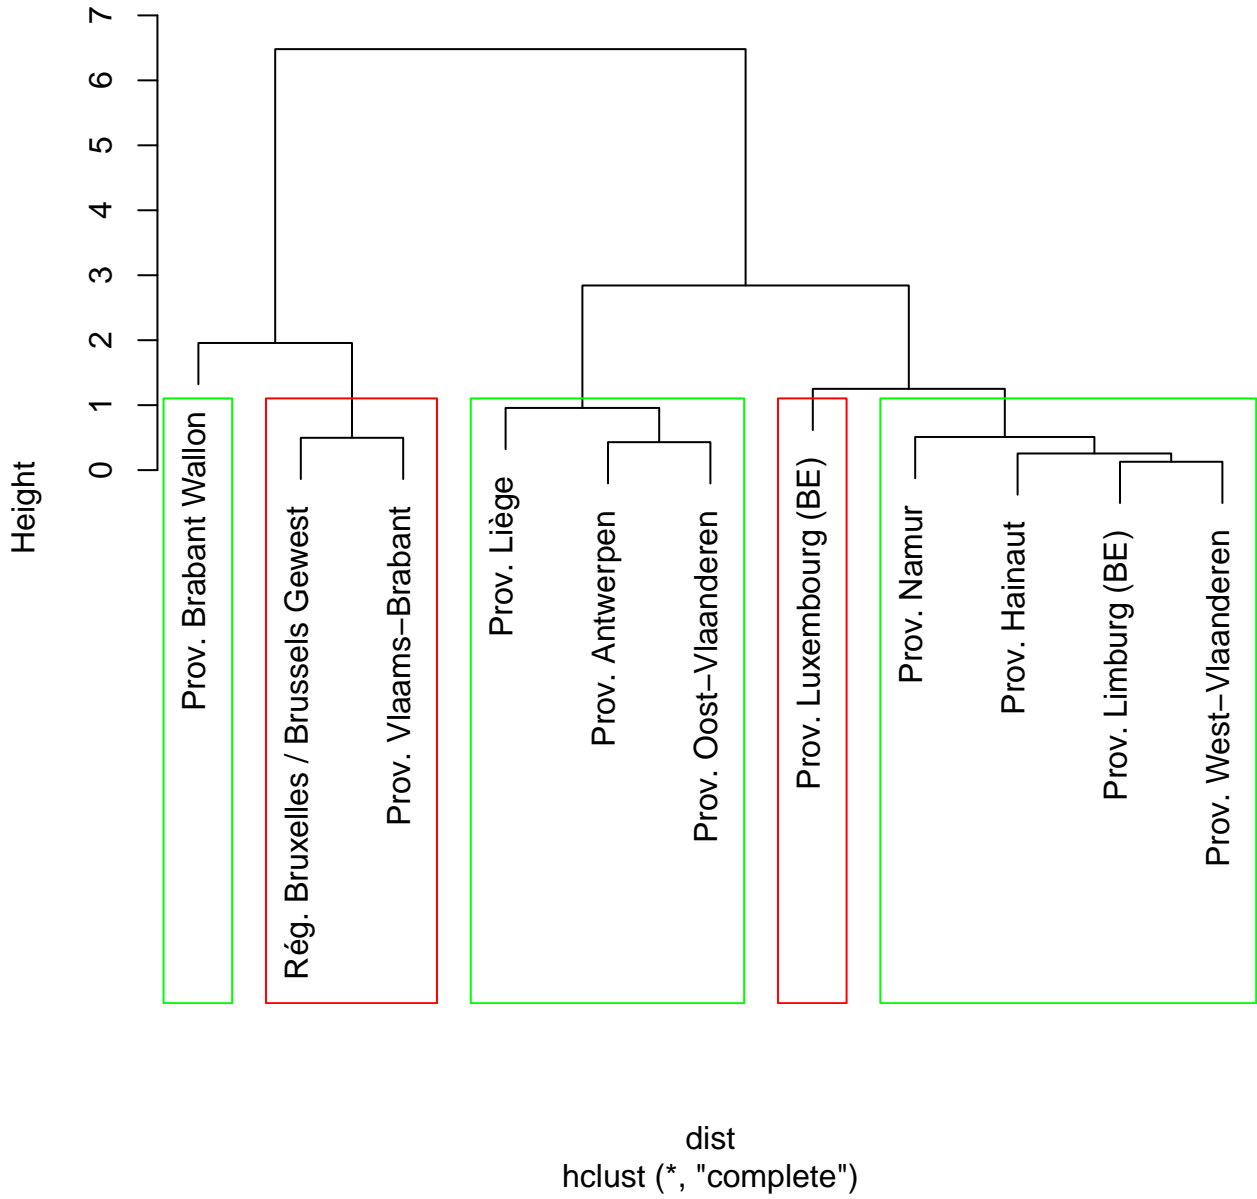 Height
7
6
5
4
3
2
1
0
Prov. Brabant Wallon
Rég. Bruxelles / Brussels Gewest
Prov. Vlaams−Brabant
Prov. Liège
Prov. Antwerpen
Prov. Oost−Vlaanderen
Prov. Luxembourg (BE)
Prov. Namur
Prov. Hainaut
Prov. Limburg (BE)
Prov. West−Vlaanderen
dist
hclust (*, "complete")